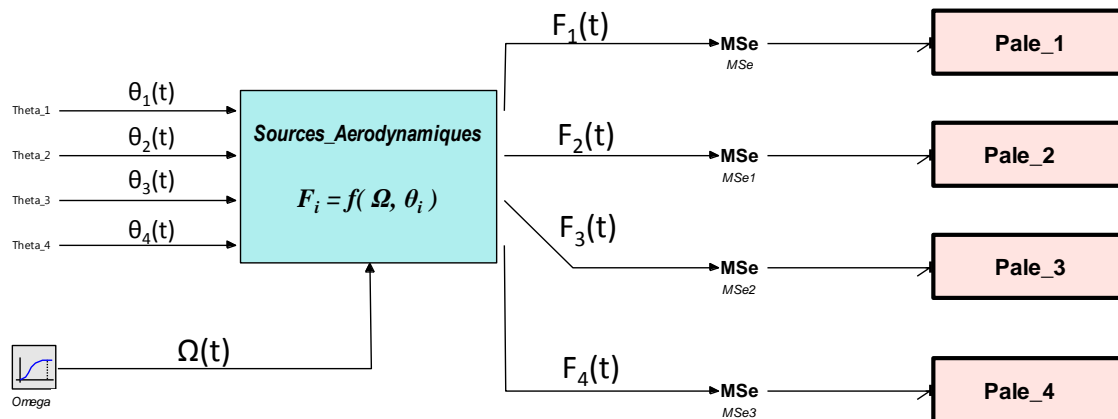 F₁(t)
MSe
MSe
Pale_1
Theta_1
θ₁(t)
Sources_Aerodynamiques
Theta_2
θ₂(t)
F₂(t)
MSe
MSe1
Pale_2
Theta_3
θ₃(t)
Fᵢ = f( Ω, θᵢ )
Theta_4
θ₄(t)
F₃(t)
MSe
MSe2
Pale_3
Ω(t)
Omega
F₄(t)
MSe
MSe3
Pale_4